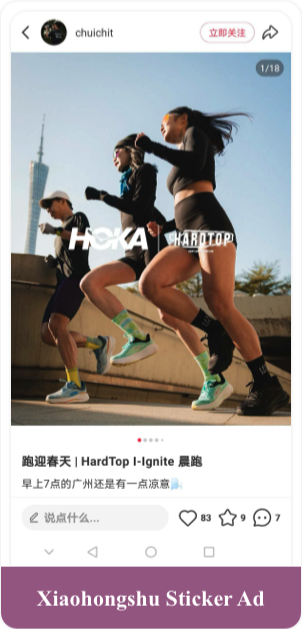 chuichit
立即关注
1/18
HOKA
HARDTOP
跑迎春天 | HardTop I-Ignite 晨跑
早上7点的广州还是有一点凉意
说点什么...
83
9
7
Xiaohongshu Sticker Ad